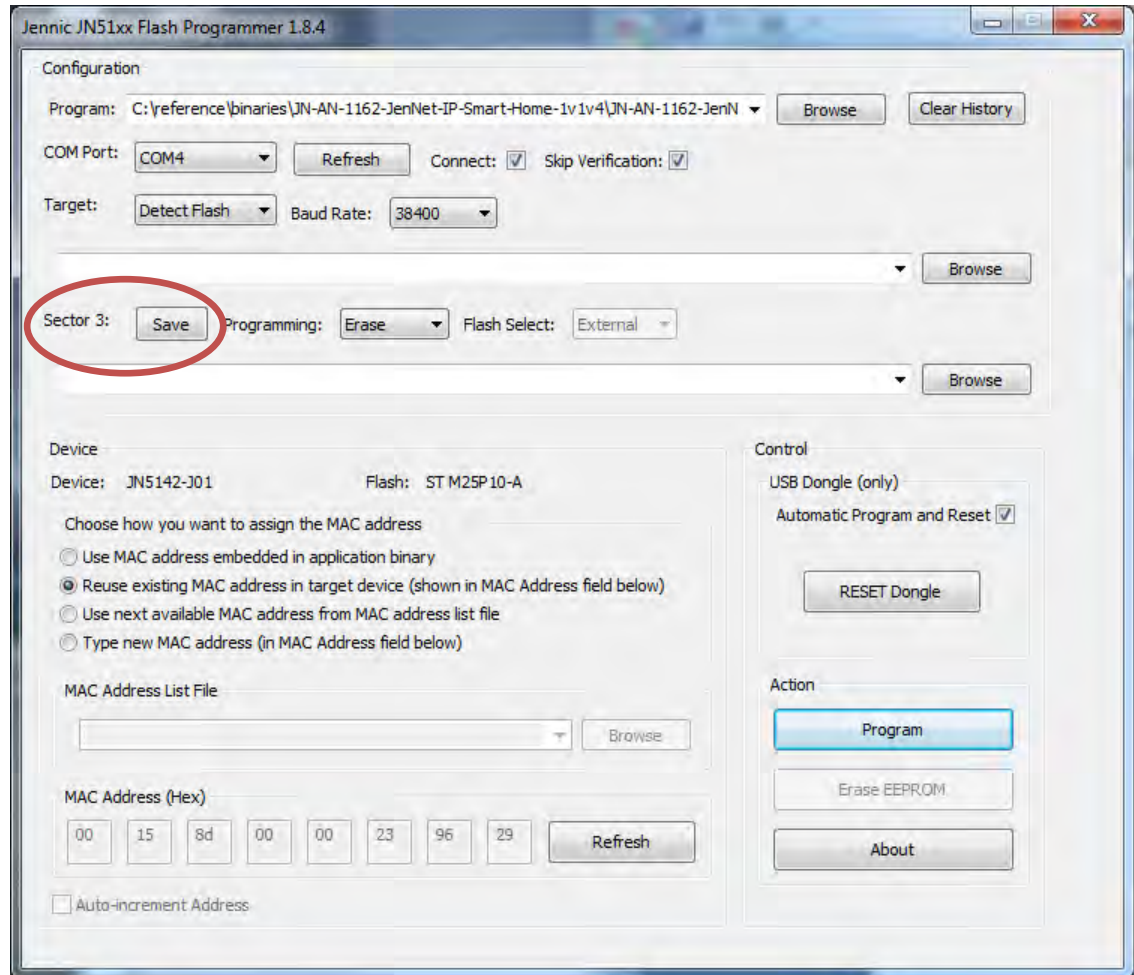 Jennic JN51xx Flash Programmer 1.8.4
Configuration
Program: C:\reference\binaries\JN-AN-1162-JenNet-IP-Smart-Home-1v1v4\JN-AN-1162-JenN Browse Clear History
COM Port: COM4 Refresh Connect: Skip Verification:
Target: Detect Flash Baud Rate: 38400
Browse
Sector 3: Save Programming: Erase Flash Select: External
Browse
Device
Device: JN5142-J01 Flash: ST M25P10-A
Choose how you want to assign the MAC address
Use MAC address embedded in application binary
Reuse existing MAC address in target device (shown in MAC Address field below)
Use next available MAC address from MAC address list file
Type new MAC address (in MAC Address field below)
MAC Address List File
Browse
MAC Address (Hex)
00 15 8d 00 00 23 96 29 Refresh
Auto-increment Address
Control
USB Dongle (only)
Automatic Program and Reset
RESET Dongle
Action
Program
Erase EEPROM
About